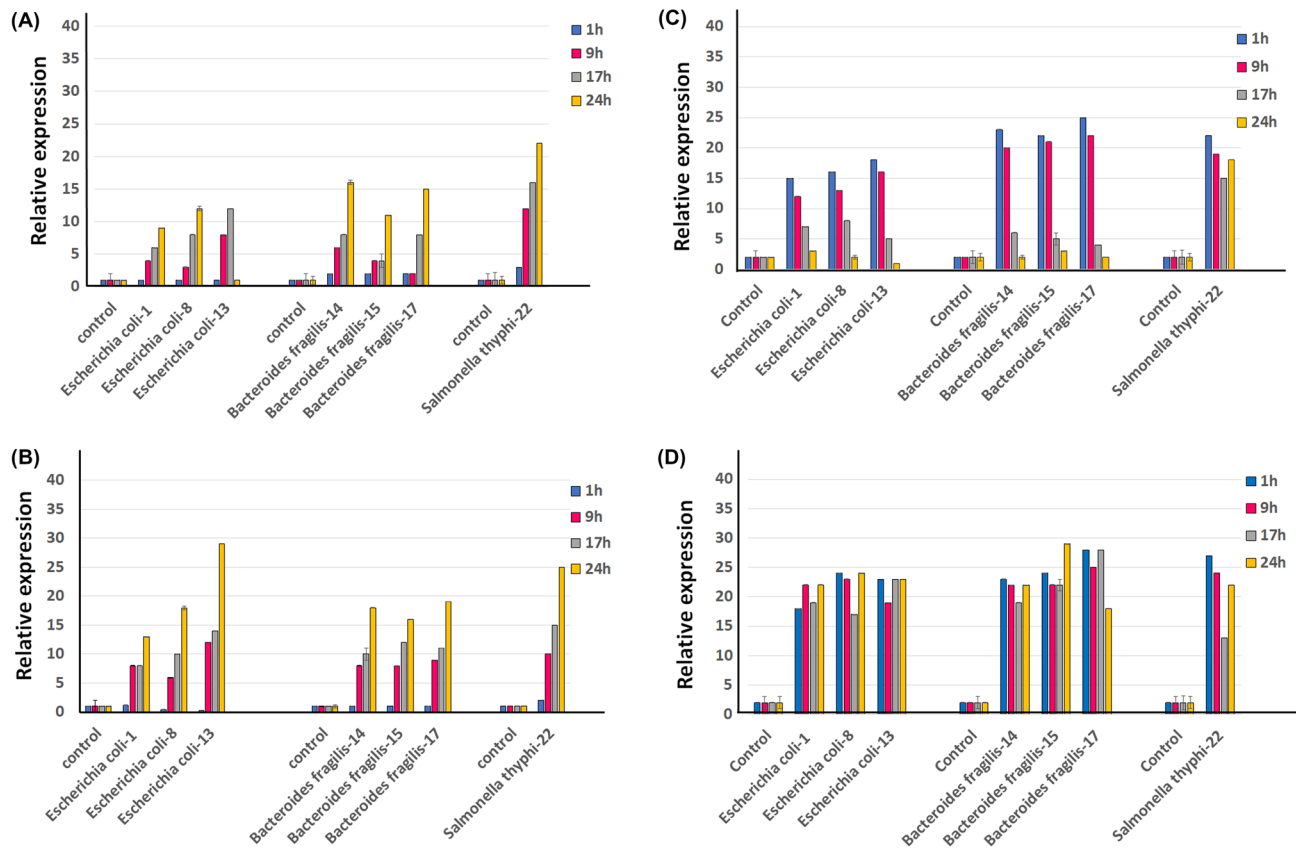 (A)
Relative expression
40
35
30
25
20
15
10
5
0
1h
9h
17h
24h
control
Escherichia coli-1
Escherichia coli-8
Escherichia coli-13
control
Bacteroides fragilis-14
Bacteroides fragilis-15
Bacteroides fragilis-17
control
Salmonella thyphi-22
(B)
Relative expression
40
35
30
25
20
15
10
5
0
1h
9h
17h
24h
control
Escherichia coli-1
Escherichia coli-8
Escherichia coli-13
control
Bacteroides fragilis-14
Bacteroides fragilis-15
Bacteroides fragilis-17
control
Salmonella thyphi-22
(C)
Relative expression
40
35
30
25
20
15
10
5
0
1h
9h
17h
24h
Control
Escherichia coli-1
Escherichia coli-8
Escherichia coli-13
Control
Bacteroides fragilis-14
Bacteroides fragilis-15
Bacteroides fragilis-17
Control
Salmonella thyphi-22
(D)
Relative expression
40
35
30
25
20
15
10
5
0
1h
9h
17h
24h
Control
Escherichia coli-1
Escherichia coli-8
Escherichia coli-13
Control
Bacteroides fragilis-14
Bacteroides fragilis-15
Bacteroides fragilis-17
Control
Salmonella thyphi-22